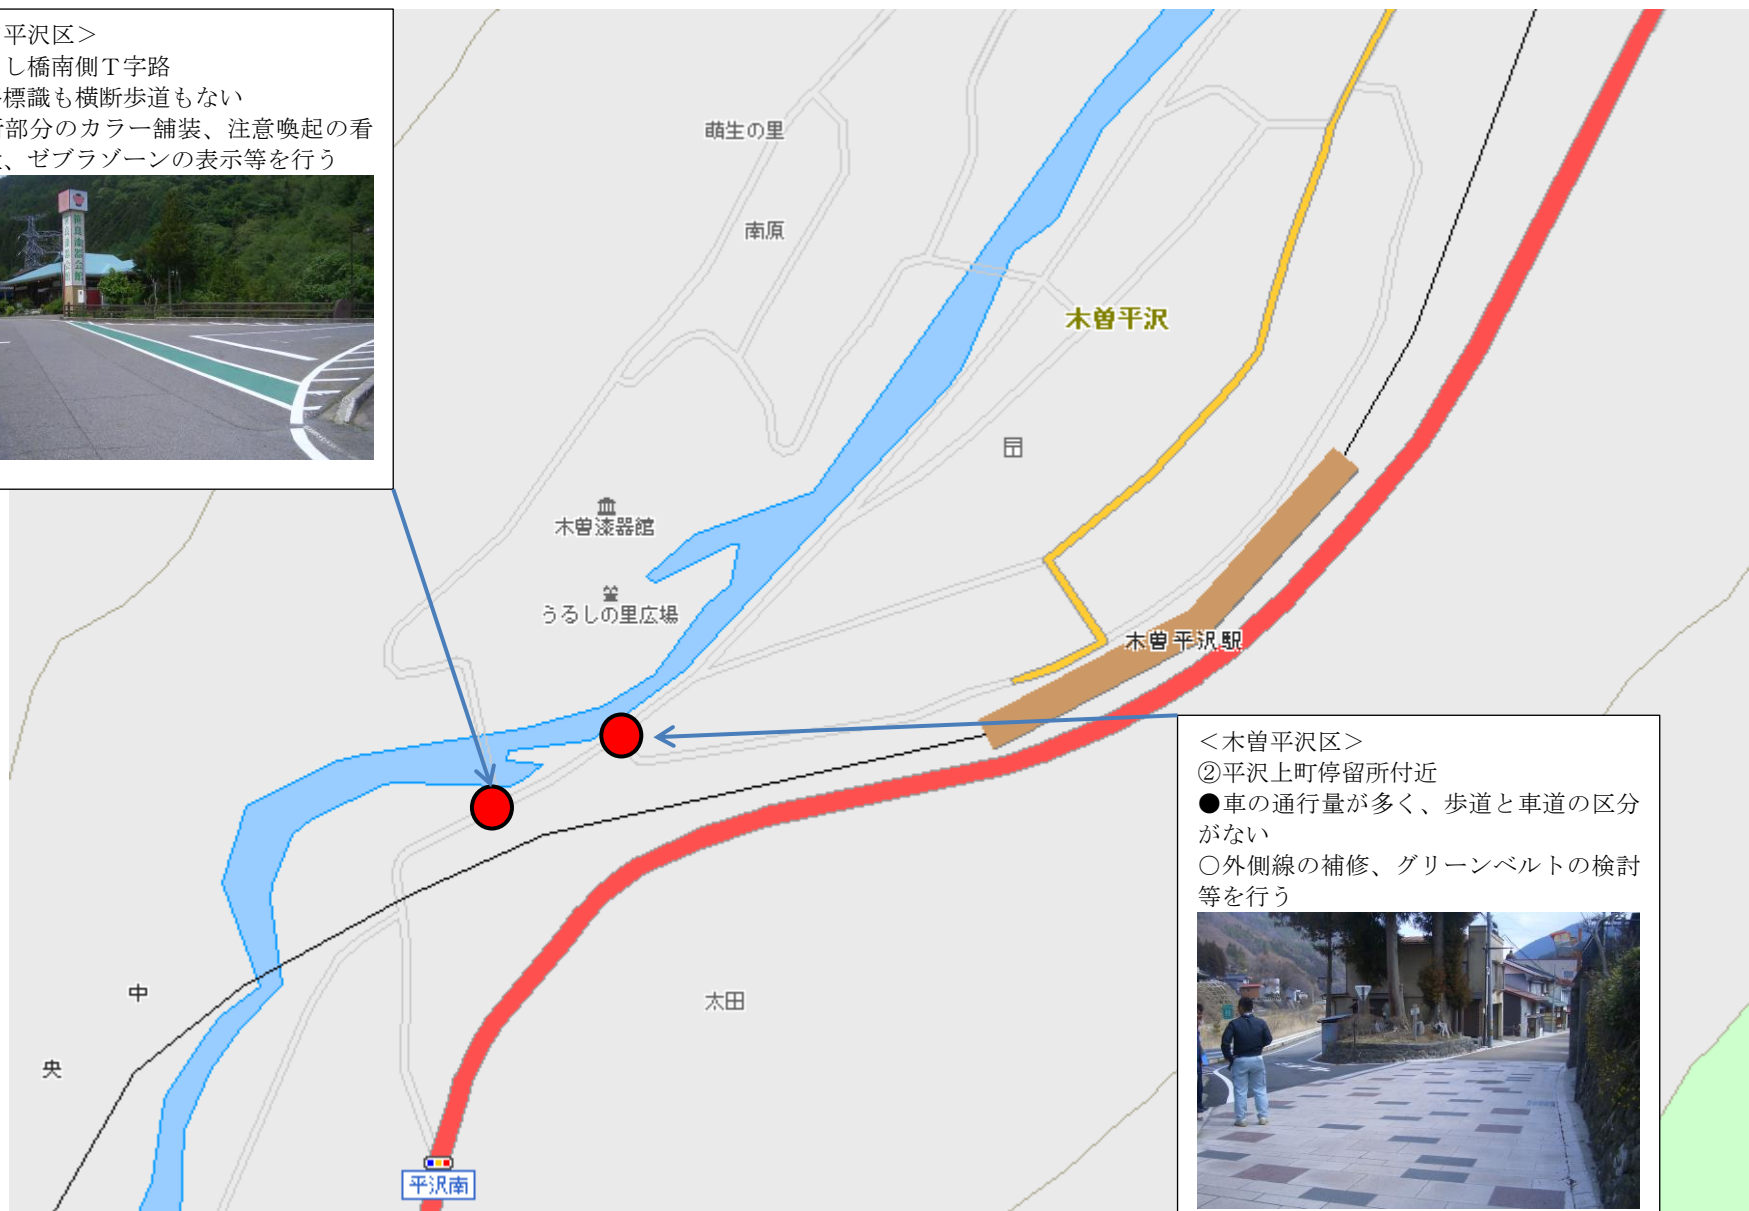 平沢区＞
し橋南側Ｔ字路
標識も横断歩道もない
部分のカラー舗装、注意喚起の看
、ゼブラゾーンの表示等を行う
萌生の里
南原
木曽平沢
木曽漆器館
うるしの里広場
木曽平沢駅
＜木曽平沢区＞
②平沢上町停留所付近
●車の通行量が多く、歩道と車道の区分
がない
○外側線の補修、グリーンベルトの検討
等を行う
中
央
太田
平沢南